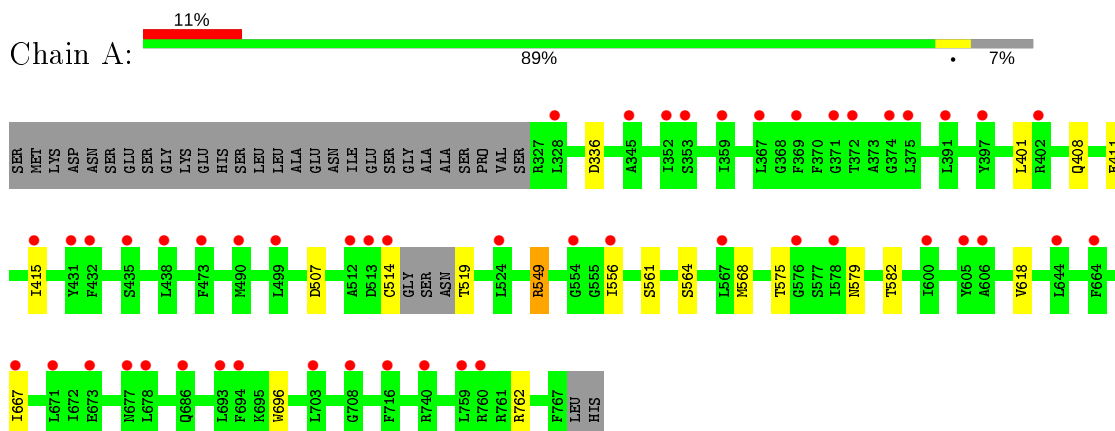 11%
Chain A:
89% • 7%
SER MET LYS ASP ASN SER GLU SER GLY LYS GLU HIS SER LEU LEU ALA GLU ASN ILE GLU SER GLY ALA ALA SER PRO VAL SER R327 L328 D336 A345 I352 S353 I359 L367 G368 F369 F370 G371 T372 A373 G374 L375 L391 Y397 L401 R402 Q408 E411
I415 Y431 F432 S435 L438 F473 M490 L499 D507 A512 D513 C514 GLY SER ASN T519 L524 R549 G554 G555 I556 S561 S564 L567 M568 T575 G576 S577 I578 N579 T582 I600 Y605 A606 V618 L644 F664
I667 L671 I672 E673 N677 L678 Q686 L693 F694 K695 W696 L703 G708 F716 R740 L759 R760 R761 R762 F767 LEU HIS